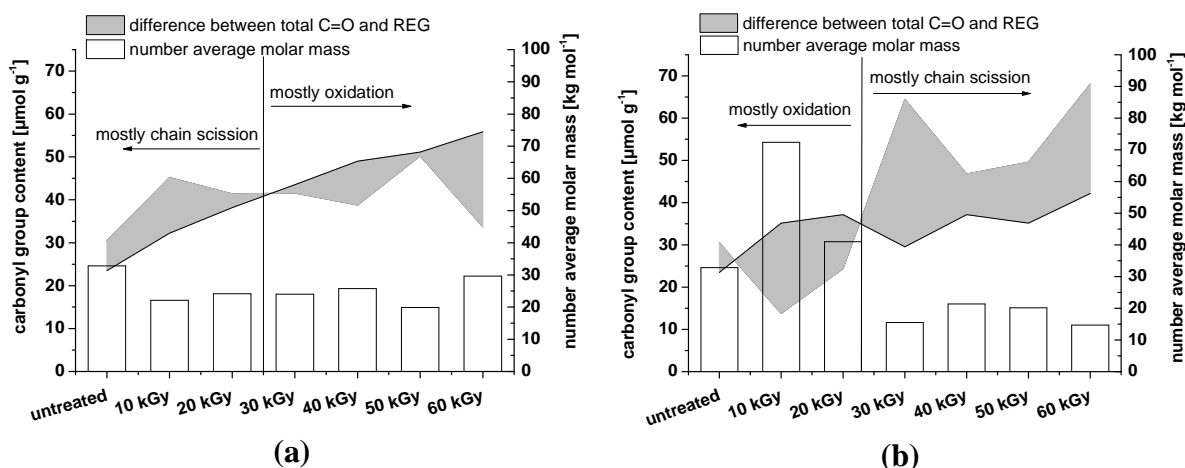 difference between total C=O and REG
number average molar mass
carbonyl group content [µmol g⁻¹]
number average molar mass [kg mol⁻¹]
70
60
50
40
30
20
10
0
100
90
80
70
60
50
40
30
20
10
0
mostly oxidation
mostly chain scission
untreated
10 kGy
20 kGy
30 kGy
40 kGy
50 kGy
60 kGy
(a)
difference between total C=O and REG
number average molar mass
carbonyl group content [µmol g⁻¹]
number average molar mass [kg mol⁻¹]
70
60
50
40
30
20
10
0
100
90
80
70
60
50
40
30
20
10
0
mostly chain scission
mostly oxidation
untreated
10 kGy
20 kGy
30 kGy
40 kGy
50 kGy
60 kGy
(b)